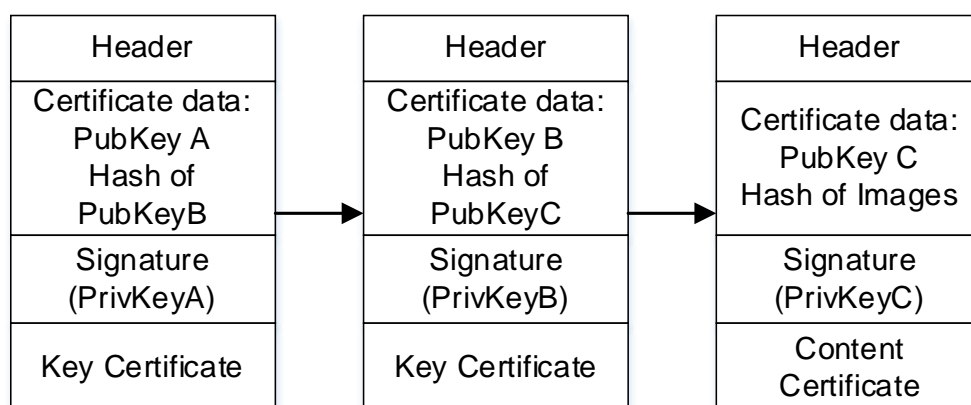 Header
Certificate data:
PubKey A
Hash of
PubKeyB
Signature
(PrivKeyA)
Key Certificate
Header
Certificate data:
PubKey B
Hash of
PubKeyC
Signature
(PrivKeyB)
Key Certificate
Header
Certificate data:
PubKey C
Hash of Images
Signature
(PrivKeyC)
Content
Certificate